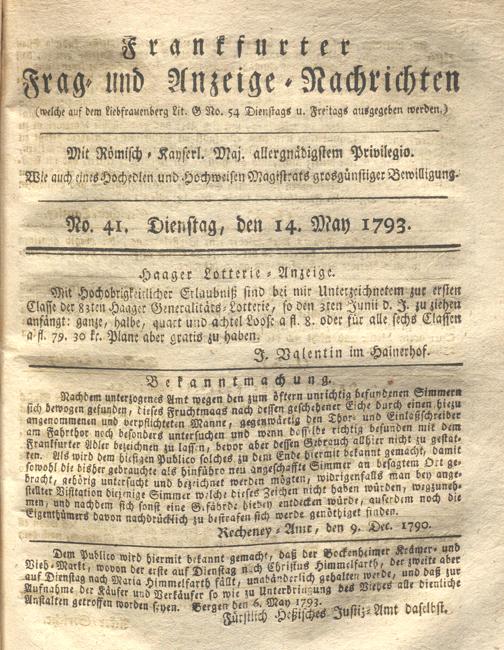 Frankfurter
Frag- und Anzeige-Nachrichten
(welche auf dem Liebfrauenberg Lit. G No. 54 Dienstags u. Freitags ausgegeben werden.)
Mit Römisch-Kayserl. Maj. allergnädigstem Privilegio.
Wie auch eines Hochedlen und Hochweisen Magistrats grosgünstiger Bewilligung.
No. 41. Dienstag, den 14. May 1793.
Haager Lotterie-Anzeige.
Mit Hochobrigkeitlicher Erlaubniß sind bei mir Unterzeichnetem zur ersten
Classe der 83ten Haager Generalitäts-Lotterie, so den 3ten Junii d. J. zu ziehen
anfängt: ganze, halbe, quart und achtel Loose a fl. 8. oder für alle sechs Classen
a fl. 79. 30 kr. Plane aber gratis zu haben.
J. Valentin im Hainerhof.
Bekanntmachung.
Nachdem unterzogenes Amt wegen den zum öftern unrichtig befundenen Simmern
sich bewogen gefunden, dieses Fruchtmaas nach dessen geschehener Eiche durch einen hiezu
angenommenen und verpflichteten Manne, gegenwärtig den Thor- und Einlaßschreiber
am Fahrthor noch besonders untersuchen und wenn dasselbe richtig befunden mit dem
Frankfurter Adler bezeichnen zu lassen, bevor aber dessen Gebrauch allhier nicht zu gestat-
ten. Als wird dem hiesigen Publico solches zu dem Ende hiermit bekannt gemacht, damit
sowohl die bisher gebrauchte als hinführo neu angeschaffte Simmer an besagtem Ort ge-
bracht, gehörig untersucht und bezeichnet werden mögten, widrigenfalls man bey ange-
stellter Visitation diejenige Simmer welche dieses Zeichen nicht haben würden, wegzuneh-
men, und nachdem sich sonst eine Gefährde hiebey entdecken würde, ausserdem noch die
Eigenthümers davon nachdrücklich zu bestrafen sich werde genöthiget finden.
Recheney-Amt, den 9. Dec. 1790.
Dem Publico wird hiermit bekannt gemacht, daß der Bockenheimer Krämer- und
Vieh-Markt, wovon der erste auf Dienstag nach Christus Himmelfarth, der zweite aber
auf Dienstag nach Maria Himmelfarth fällt, unabänderlich gehalten werde, und daß zur
Aufnahme der Käufer und Verkäufer so wie zu Unterbringung des Viehes alle dienliche
Anstalten getroffen worden seyen. Bergen den 6. May 1793.
Fürstlich Heßisches Justiz-Amt daselbst.